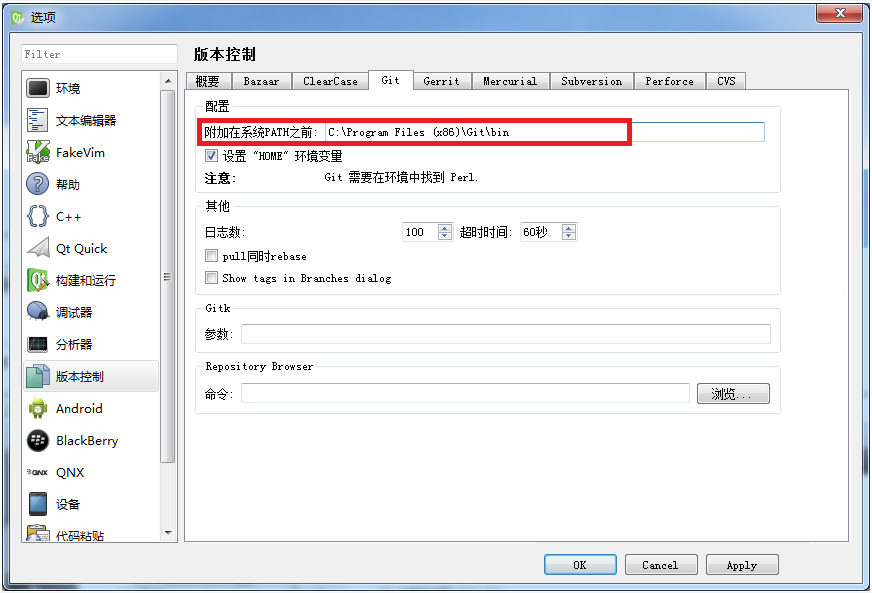 选项
Filter
环境
文本编辑器
FakeVim
帮助
C++
Qt Quick
构建和运行
调试器
分析器
版本控制
Android
BlackBerry
QNX
设备
代码粘贴
版本控制
概要 Bazaar ClearCase Git Gerrit Mercurial Subversion Perforce CVS
配置
附加在系统PATH之前: C:\Program Files (x86)\Git\bin
设置 "HOME" 环境变量
注意: Git 需要在环境中找到 Perl.
其他
日志数: 100 超时时间: 60秒
pull同时rebase
Show tags in Branches dialog
Gitk
参数:
Repository Browser
命令: 浏览...
OK Cancel Apply